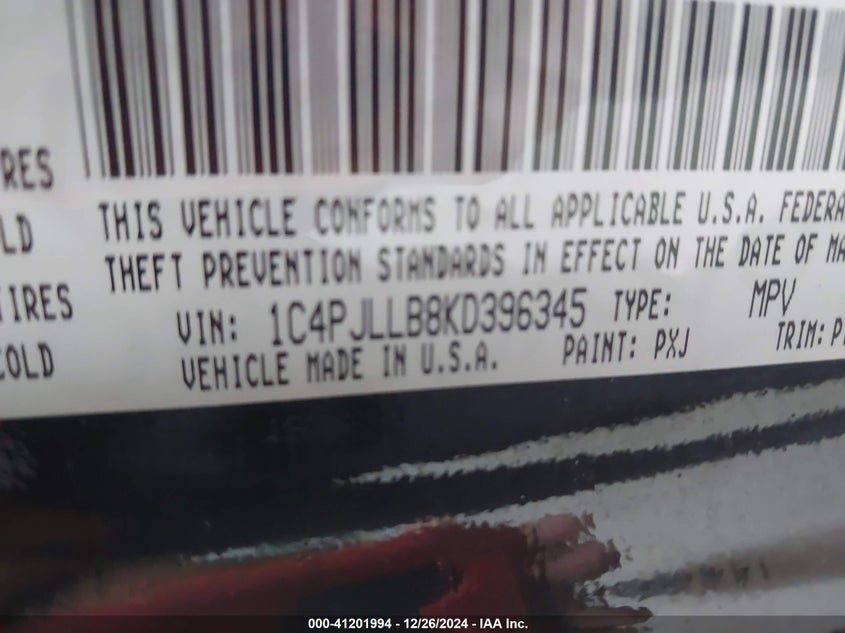 IRES
LD
TIRES
COLD
THIS VEHICLE CONFORMS TO ALL APPLICABLE U.S.A. FEDERA
THEFT PREVENTION STANDARDS IN EFFECT ON THE DATE OF MA
VIN: 1C4PJLLB8KD396345 TYPE: MPV
VEHICLE MADE IN U.S.A. PAINT: PXJ TRIM: P
000-41201994 - 12/26/2024 - IAA Inc.